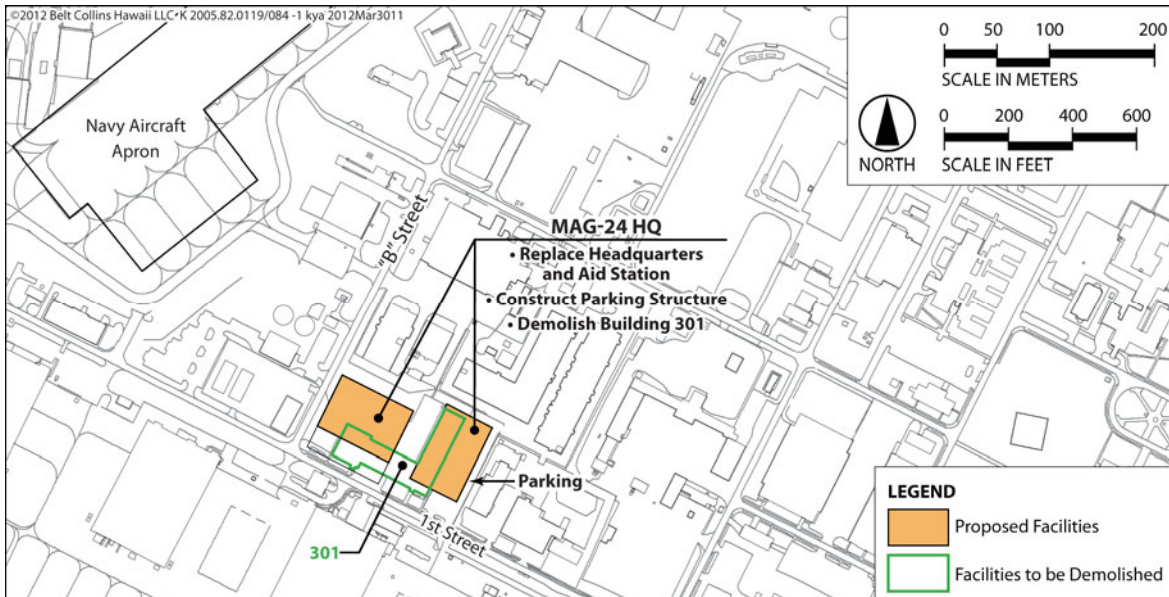 ©2012 Belt Collins Hawaii LLC·K 2005.82.0119/084 -1 kya 2012Mar3011
0 50 100 200
SCALE IN METERS
0 200 400 600
SCALE IN FEET
NORTH
Navy Aircraft
Apron
"B" Street
MAG-24 HQ
• Replace Headquarters
and Aid Station
• Construct Parking Structure
• Demolish Building 301
Parking
1st Street
301
LEGEND
Proposed Facilities
Facilities to be Demolished